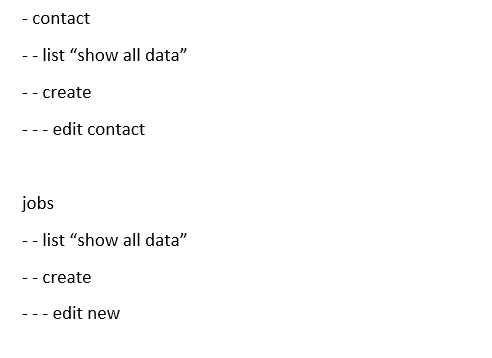 - contact
- - list “show all data”
- - create
- - - edit contact
jobs
- - list “show all data”
- - create
- - - edit new